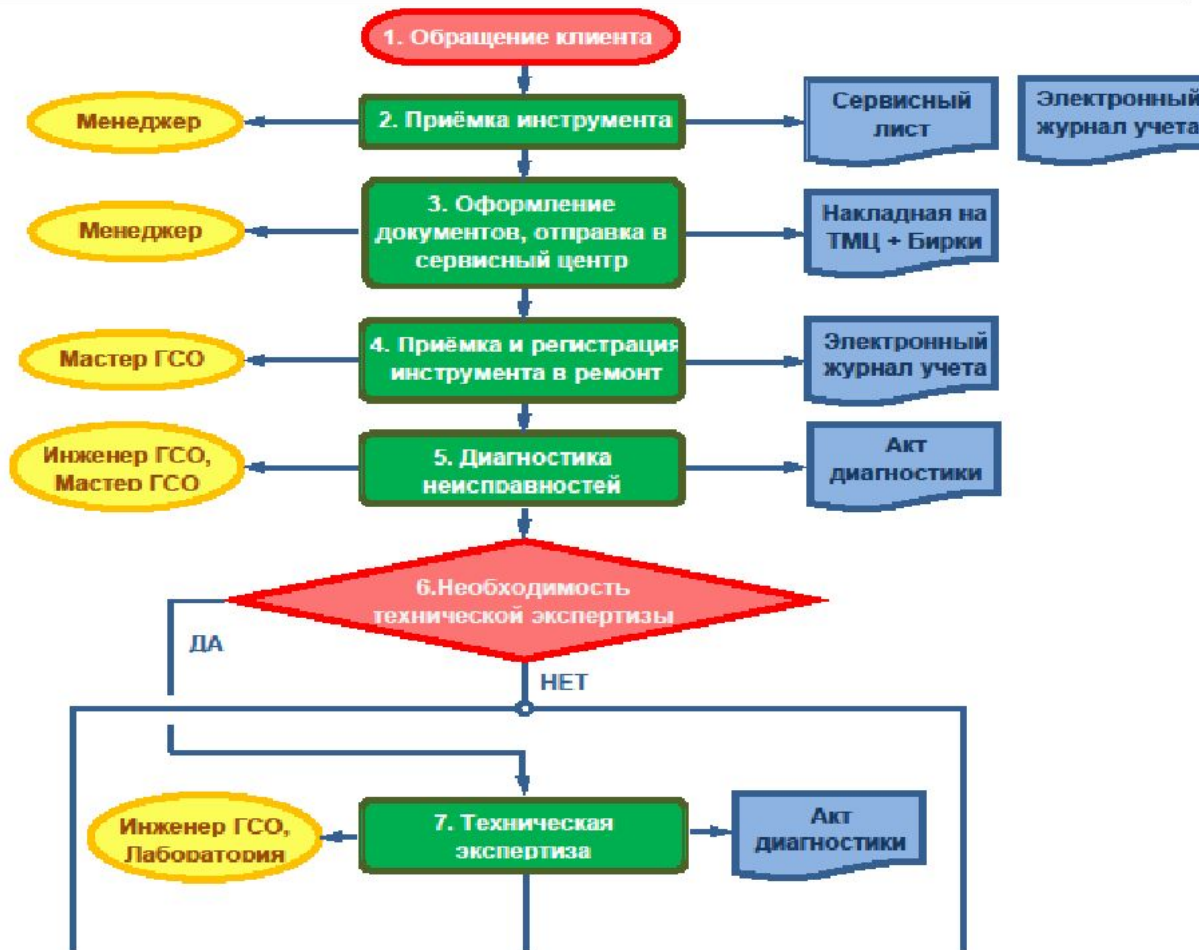 1. Обращение клиента
Менеджер
2. Приёмка инструмента
Сервисный
лист
Электронный
журнал учета
Менеджер
3. Оформление
документов, отправка в
сервисный центр
Накладная на
ТМЦ + Бирки
Мастер ГСО
4. Приёмка и регистрация
инструмента в ремонт
Электронный
журнал учета
Инженер ГСО,
Мастер ГСО
5. Диагностика
неисправностей
Акт
диагностики
6.Необходимость
технической экспертизы
ДА
НЕТ
Инженер ГСО,
Лаборатория
7. Техническая
экспертиза
Акт
диагностики